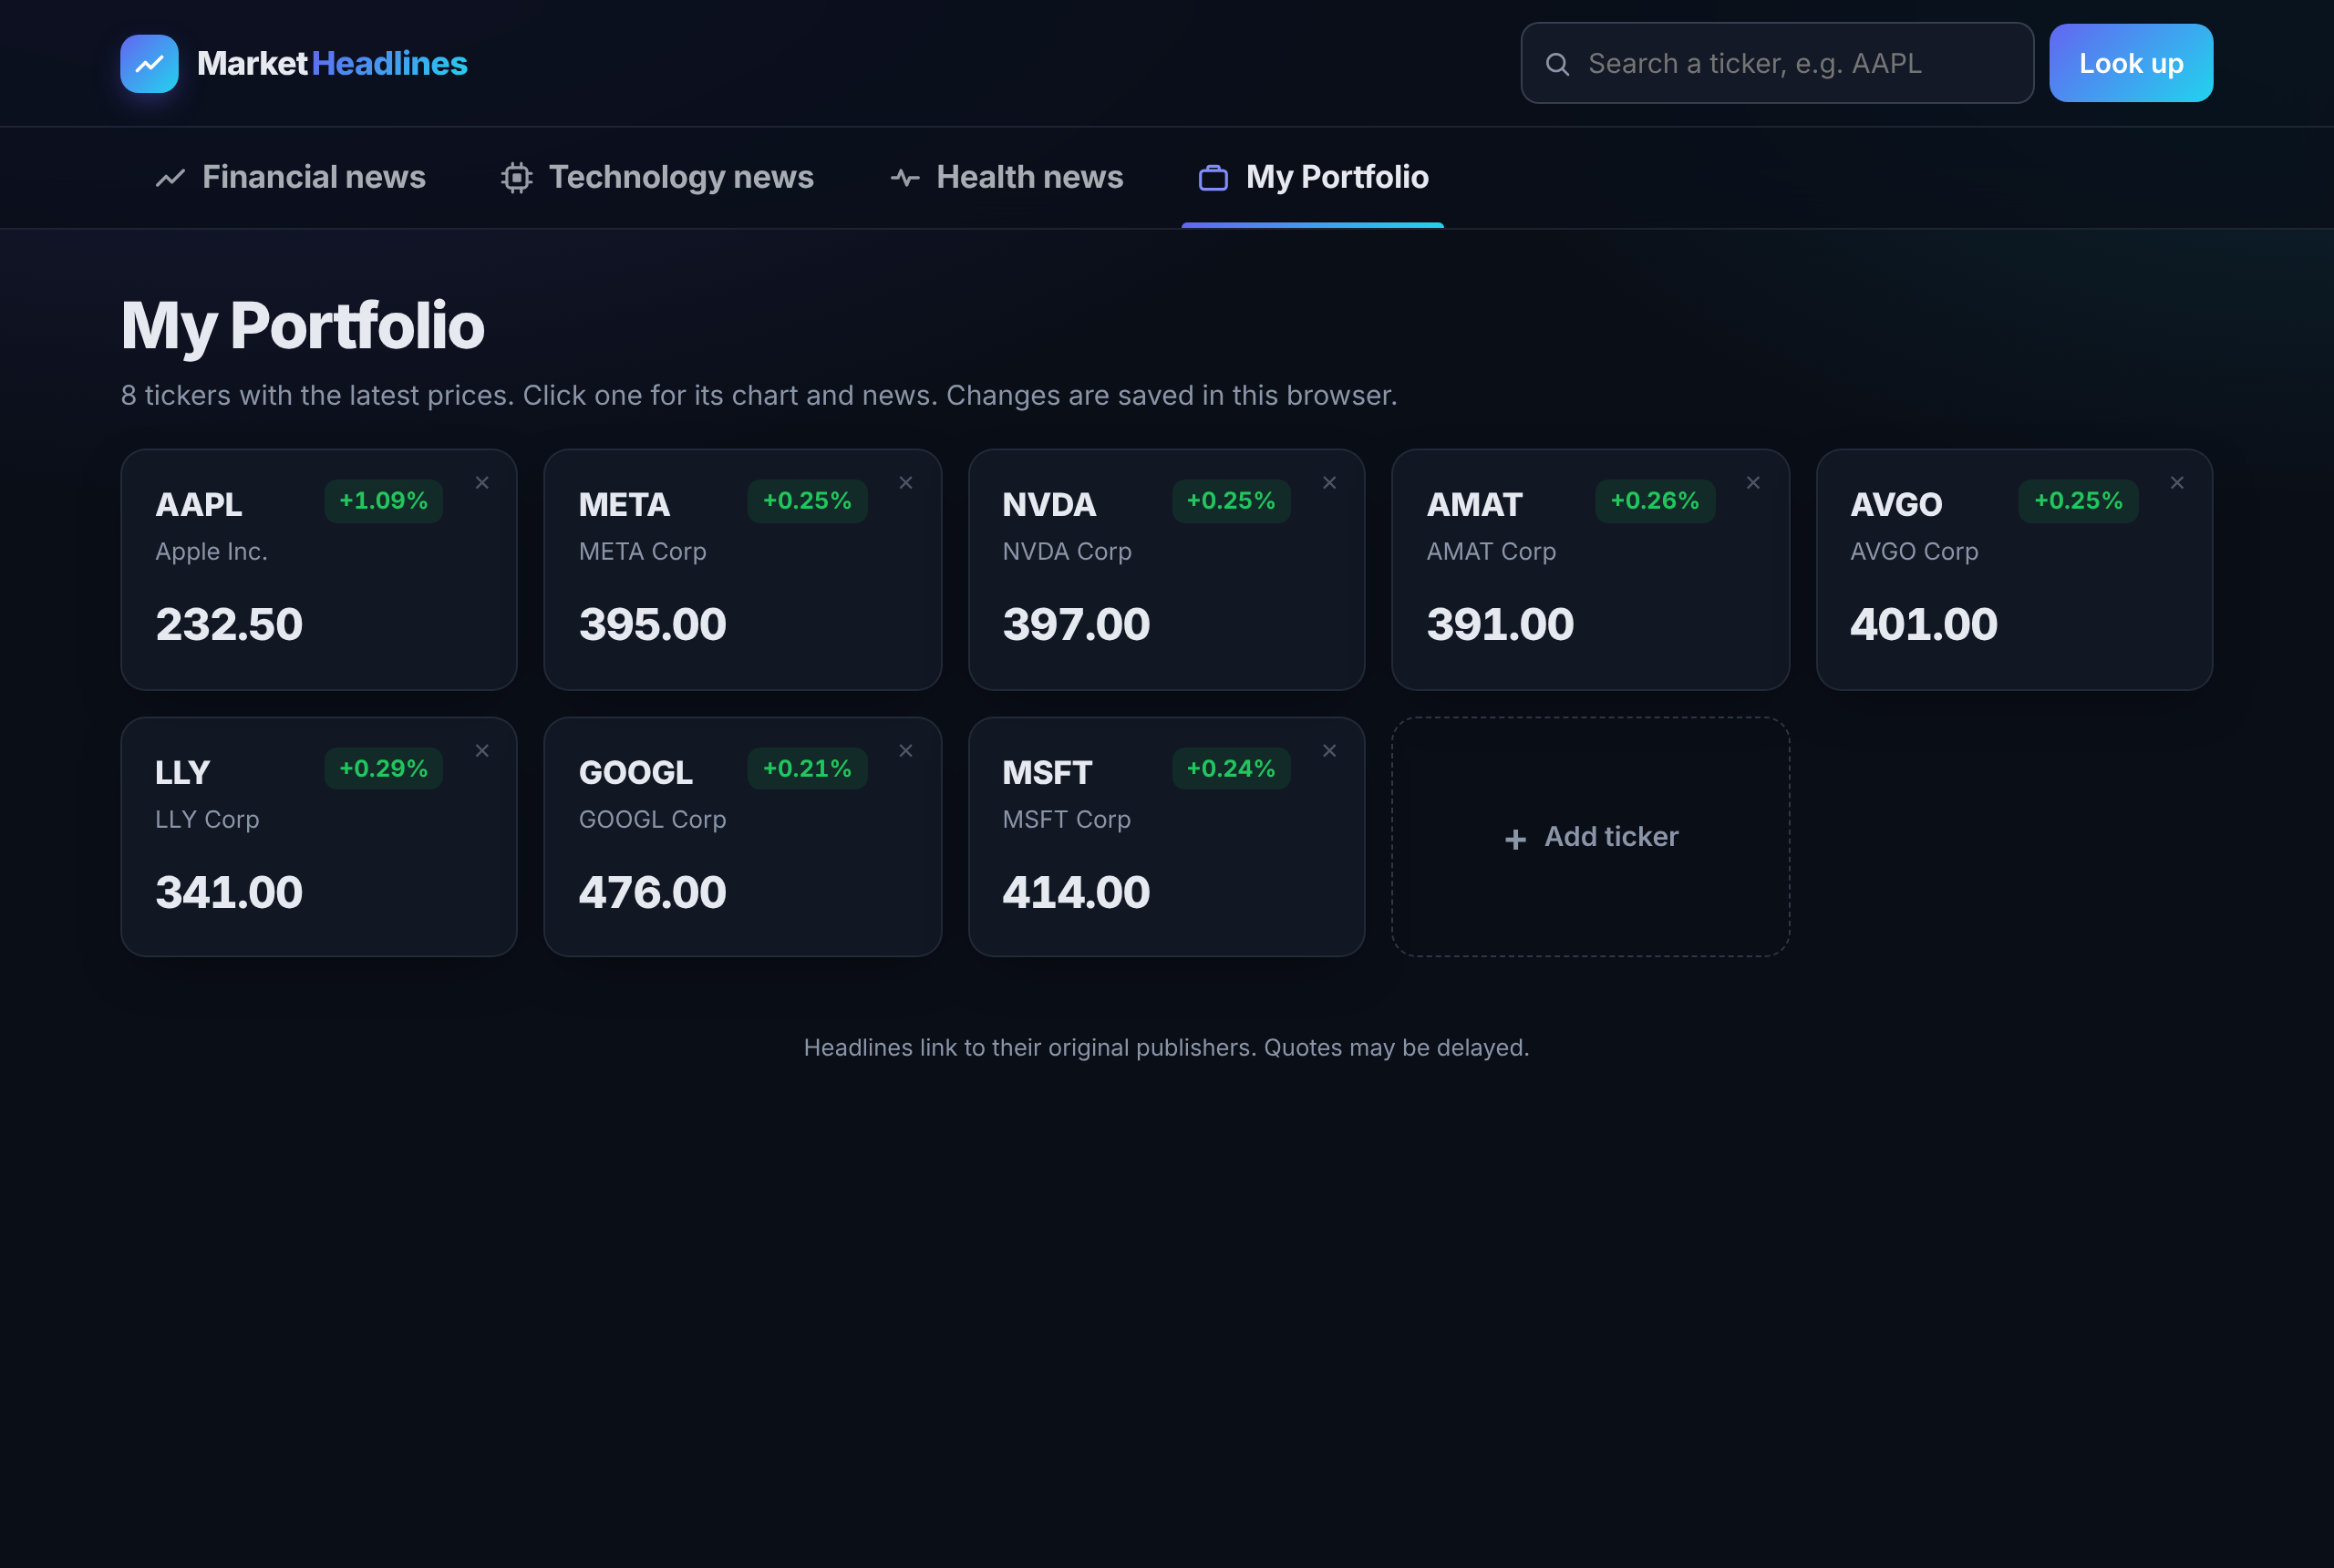 MarketHeadlines
Search a ticker, e.g. AAPL
Look up
Financial news
Technology news
Health news
My Portfolio
My Portfolio
8 tickers with the latest prices. Click one for its chart and news. Changes are saved in this browser.
AAPL
+1.09%
×
Apple Inc.
232.50
META
+0.25%
×
META Corp
395.00
NVDA
+0.25%
×
NVDA Corp
397.00
AMAT
+0.26%
×
AMAT Corp
391.00
AVGO
+0.25%
×
AVGO Corp
401.00
LLY
+0.29%
×
LLY Corp
341.00
GOOGL
+0.21%
×
GOOGL Corp
476.00
MSFT
+0.24%
×
MSFT Corp
414.00
+ Add ticker
Headlines link to their original publishers. Quotes may be delayed.